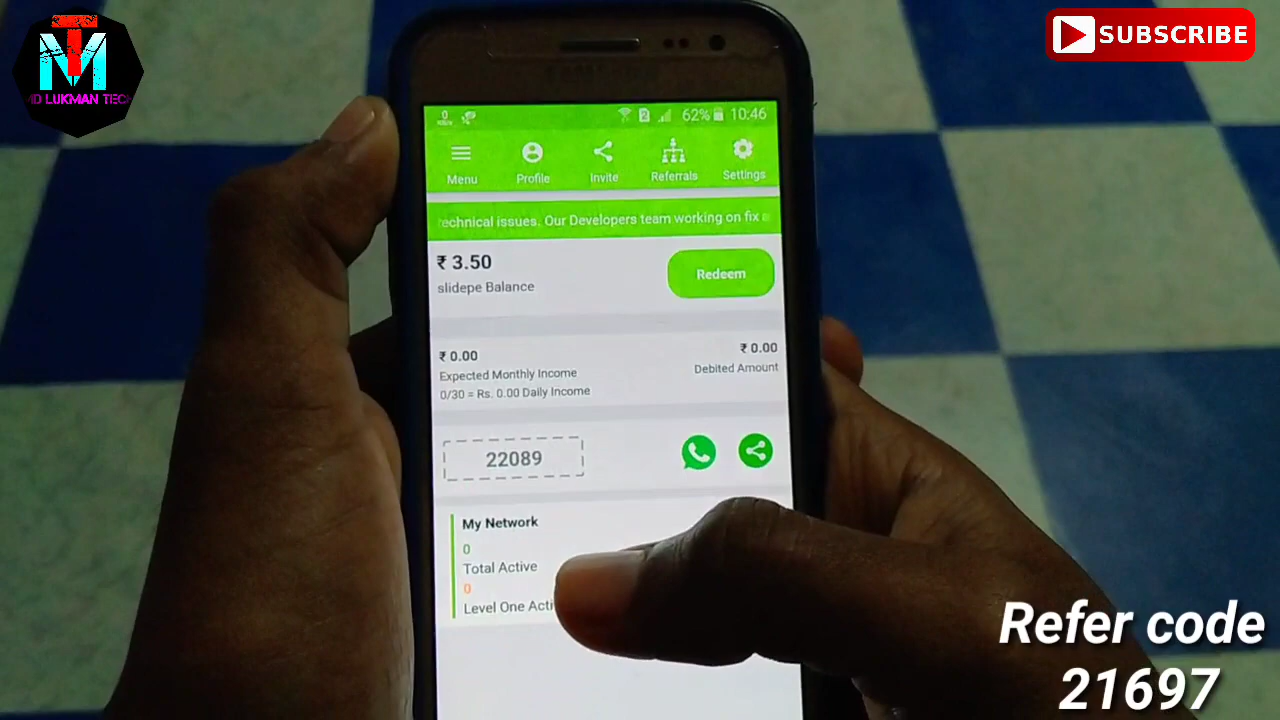 TM
MD LUKMAN TECH
SUBSCRIBE
0
62% 10:46
Menu
Profile
Invite
Referrals
Settings
technical issues. Our Developers team working on fix
₹ 3.50
Redeem
slidepe Balance
₹ 0.00
₹ 0.00
Expected Monthly Income
Debited Amount
0/30 = Rs. 0.00 Daily Income
22089
My Network
0
Total Active
0
Level One Acti
Refer code
21697